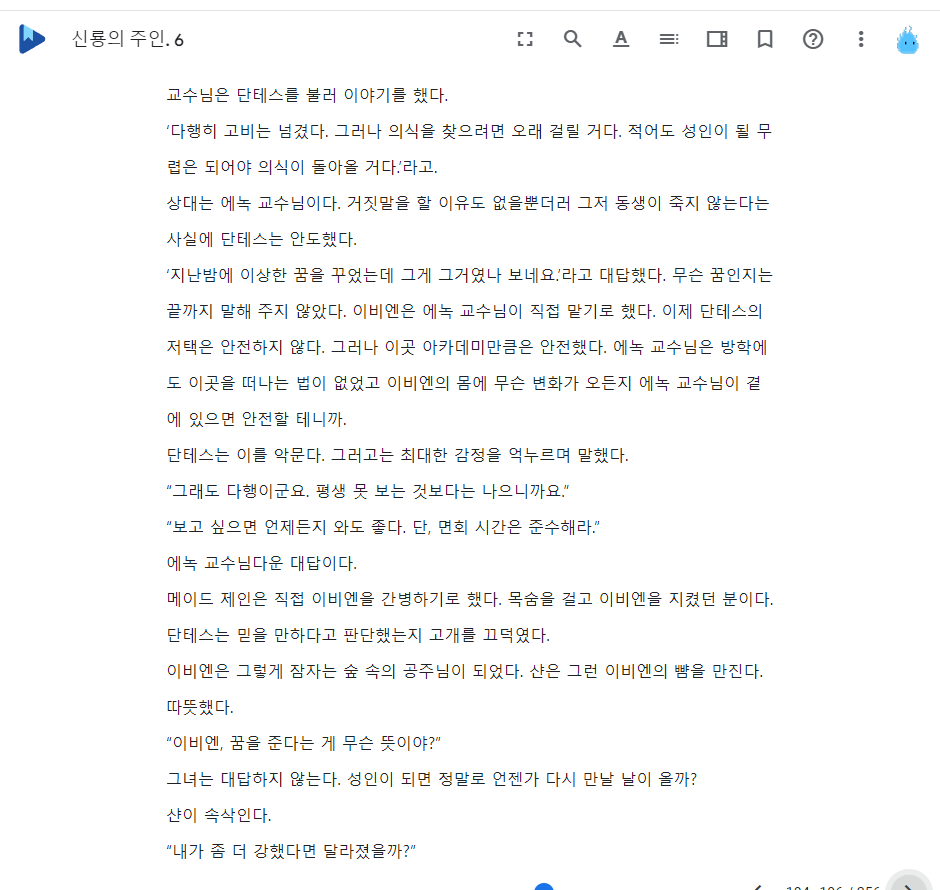 신룡의 주인. 6
교수님은 단테스를 불러 이야기를 했다.
‘다행히 고비는 넘겼다. 그러나 의식을 찾으려면 오래 걸릴 거다. 적어도 성인이 될 무
렵은 되어야 의식이 돌아올 거다.’라고.
상대는 에녹 교수님이다. 거짓말을 할 이유도 없을뿐더러 그저 동생이 죽지 않는다는
사실에 단테스는 안도했다.
‘지난밤에 이상한 꿈을 꾸었는데 그게 그거였나 보네요.’라고 대답했다. 무슨 꿈인지는
끝까지 말해 주지 않았다. 이비엔은 에녹 교수님이 직접 맡기로 했다. 이제 단테스의
저택은 안전하지 않다. 그러나 이곳 아카데미만큼은 안전했다. 에녹 교수님은 방학에
도 이곳을 떠나는 법이 없었고 이비엔의 몸에 무슨 변화가 오든지 에녹 교수님이 곁
에 있으면 안전할 테니까.
단테스는 이를 악문다. 그러고는 최대한 감정을 억누르며 말했다.
“그래도 다행이군요. 평생 못 보는 것보다는 나으니까요.”
“보고 싶으면 언제든지 와도 좋다. 단, 면회 시간은 준수해라.”
에녹 교수님다운 대답이다.
메이드 제인은 직접 이비엔을 간병하기로 했다. 목숨을 걸고 이비엔을 지켰던 분이다.
단테스는 믿을 만하다고 판단했는지 고개를 끄덕였다.
이비엔은 그렇게 잠자는 숲 속의 공주님이 되었다. 샨은 그런 이비엔의 뺨을 만진다.
따뜻했다.
“이비엔, 꿈을 준다는 게 무슨 뜻이야?”
그녀는 대답하지 않는다. 성인이 되면 정말로 언젠가 다시 만날 날이 올까?
샨이 속삭인다.
“내가 좀 더 강했다면 달라졌을까?”